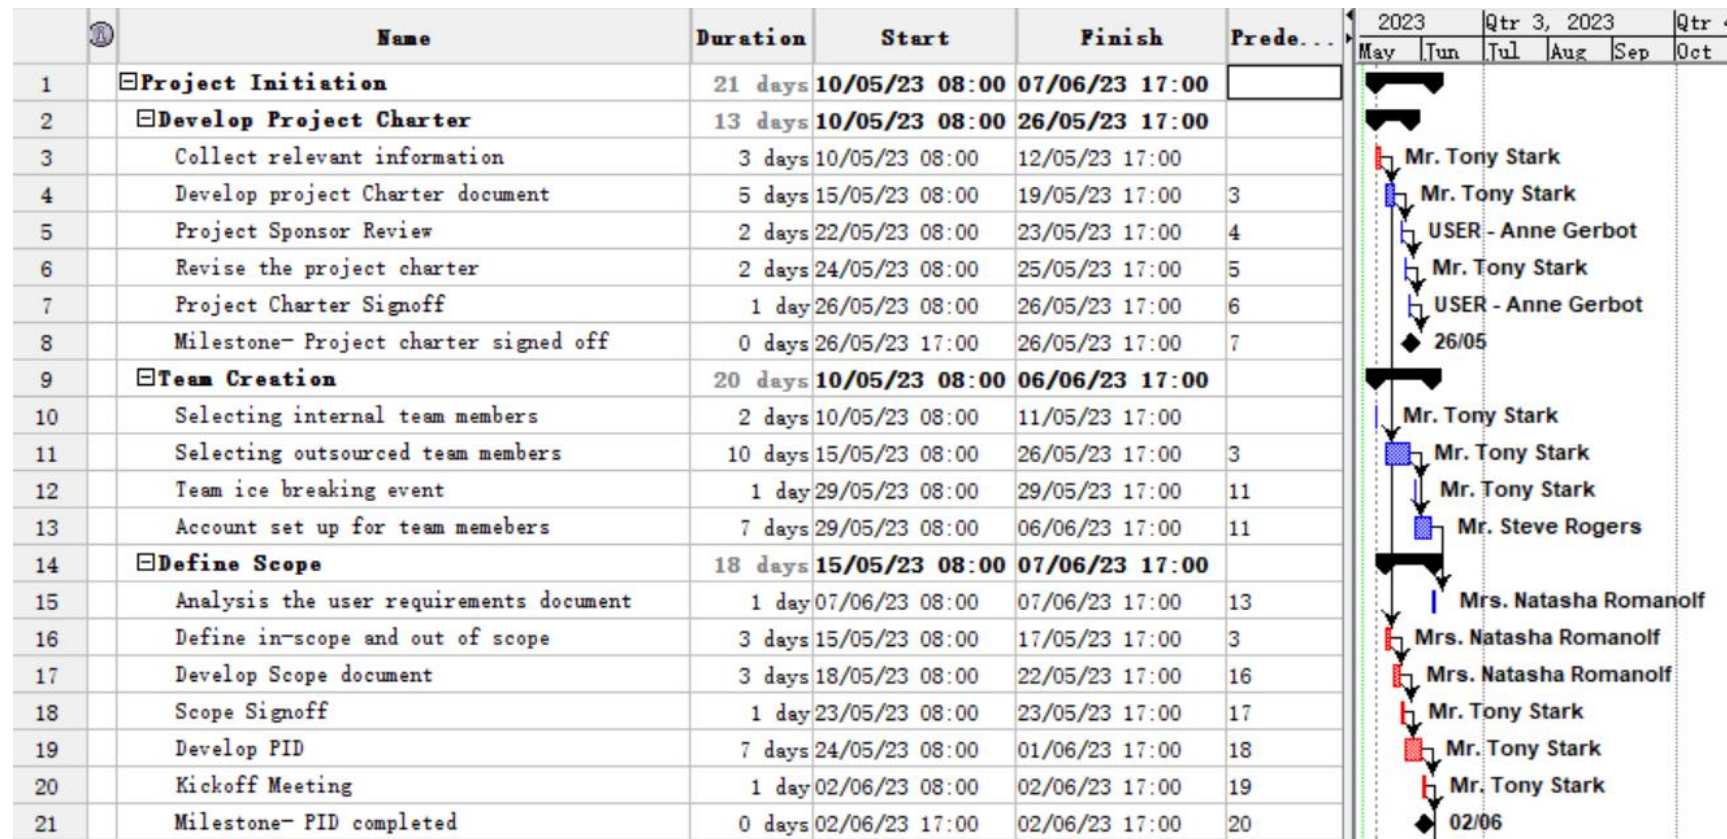 Name Duration Start Finish Prede... 2023 Qtr 3, 2023 Qtr
May Jun Jul Aug Sep Oct
1 Project Initiation 21 days 10/05/23 08:00 07/06/23 17:00
2 Develop Project Charter 13 days 10/05/23 08:00 26/05/23 17:00
3 Collect relevant information 3 days 10/05/23 08:00 12/05/23 17:00 Mr. Tony Stark
4 Develop project Charter document 5 days 15/05/23 08:00 19/05/23 17:00 3 Mr. Tony Stark
5 Project Sponsor Review 2 days 22/05/23 08:00 23/05/23 17:00 4 USER - Anne Gerbot
6 Revise the project charter 2 days 24/05/23 08:00 25/05/23 17:00 5 Mr. Tony Stark
7 Project Charter Signoff 1 day 26/05/23 08:00 26/05/23 17:00 6 USER - Anne Gerbot
8 Milestone- Project charter signed off 0 days 26/05/23 17:00 26/05/23 17:00 7 26/05
9 Team Creation 20 days 10/05/23 08:00 06/06/23 17:00
10 Selecting internal team members 2 days 10/05/23 08:00 11/05/23 17:00 Mr. Tony Stark
11 Selecting outsourced team members 10 days 15/05/23 08:00 26/05/23 17:00 3 Mr. Tony Stark
12 Team ice breaking event 1 day 29/05/23 08:00 29/05/23 17:00 11 Mr. Tony Stark
13 Account set up for team memebers 7 days 29/05/23 08:00 06/06/23 17:00 11 Mr. Steve Rogers
14 Define Scope 18 days 15/05/23 08:00 07/06/23 17:00
15 Analysis the user requirements document 1 day 07/06/23 08:00 07/06/23 17:00 13 Mrs. Natasha Romanolf
16 Define in-scope and out of scope 3 days 15/05/23 08:00 17/05/23 17:00 3 Mrs. Natasha Romanolf
17 Develop Scope document 3 days 18/05/23 08:00 22/05/23 17:00 16 Mrs. Natasha Romanolf
18 Scope Signoff 1 day 23/05/23 08:00 23/05/23 17:00 17 Mr. Tony Stark
19 Develop PID 7 days 24/05/23 08:00 01/06/23 17:00 18 Mr. Tony Stark
20 Kickoff Meeting 1 day 02/06/23 08:00 02/06/23 17:00 19 Mr. Tony Stark
21 Milestone- PID completed 0 days 02/06/23 17:00 02/06/23 17:00 20 02/06